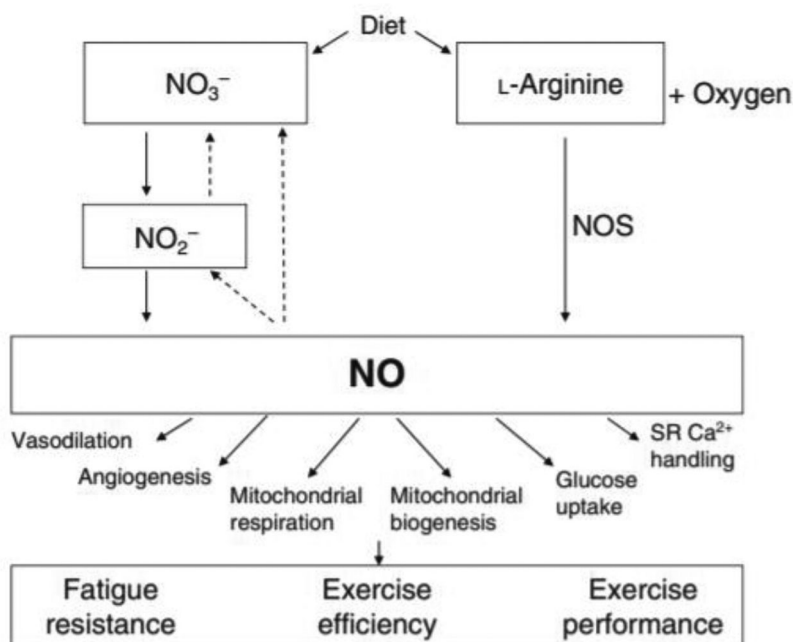 Diet
NO₃⁻
L-Arginine
+ Oxygen
NO₂⁻
NOS
NO
Vasodilation
Angiogenesis
Mitochondrial
respiration
Mitochondrial
biogenesis
Glucose
uptake
SR Ca²⁺
handling
Fatigue
resistance
Exercise
efficiency
Exercise
performance